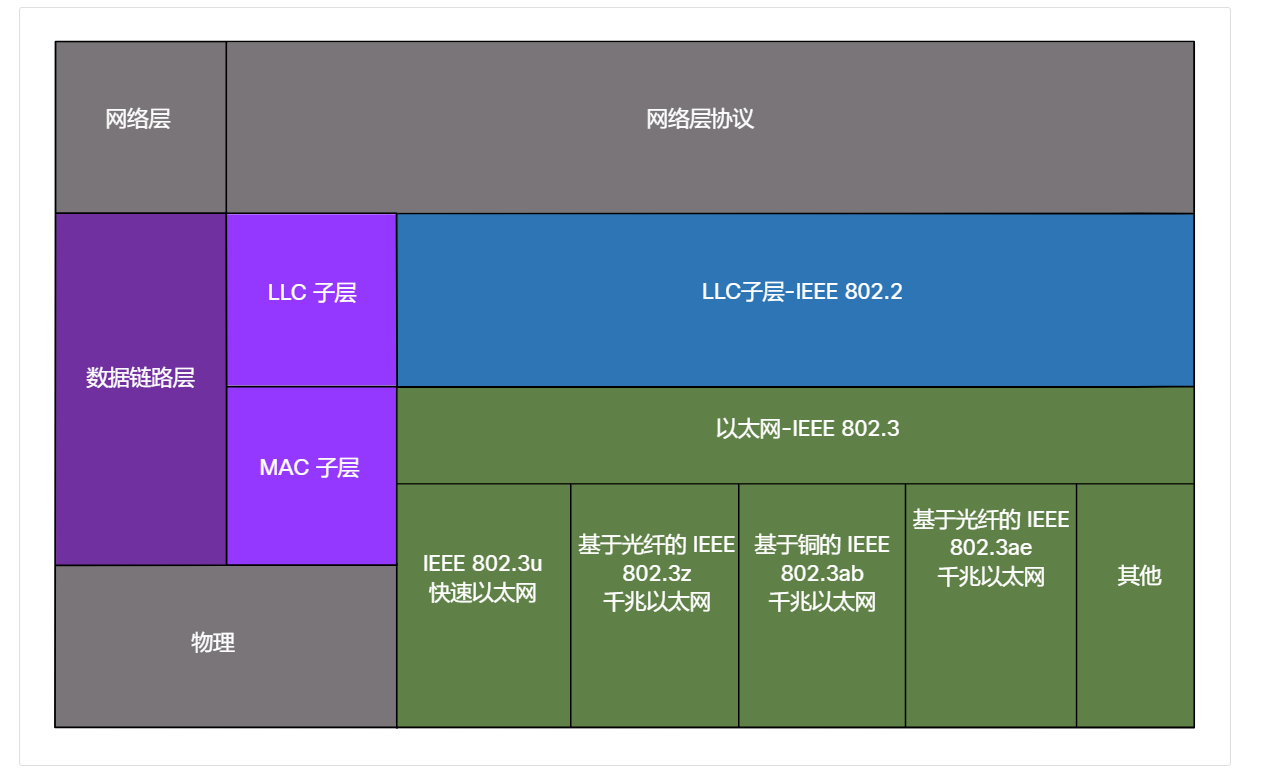 网络层
网络层协议
数据链路层
LLC 子层
LLC子层-IEEE 802.2
MAC 子层
以太网-IEEE 802.3
物理
IEEE 802.3u
快速以太网
基于光纤的 IEEE
802.3z
千兆以太网
基于铜的 IEEE
802.3ab
千兆以太网
基于光纤的 IEEE
802.3ae
千兆以太网
其他